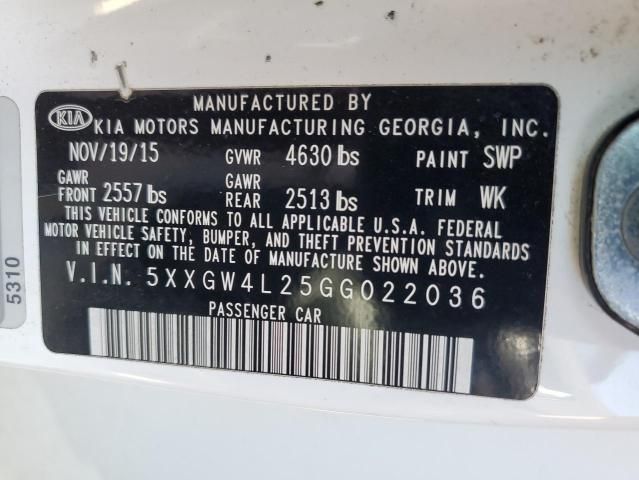 MANUFACTURED BY
KIA KIA MOTORS MANUFACTURING GEORGIA, INC.
NOV/19/15 GVWR 4630 lbs PAINT SWP
GAWR FRONT 2557 lbs GAWR REAR 2513 lbs TRIM WK
THIS VEHICLE CONFORMS TO ALL APPLICABLE U.S.A. FEDERAL
MOTOR VEHICLE SAFETY, BUMPER, AND THEFT PREVENTION STANDARDS
IN EFFECT ON THE DATE OF MANUFACTURE SHOWN ABOVE.
V.I.N. 5XXGW4L25GG022036
PASSENGER CAR
5310